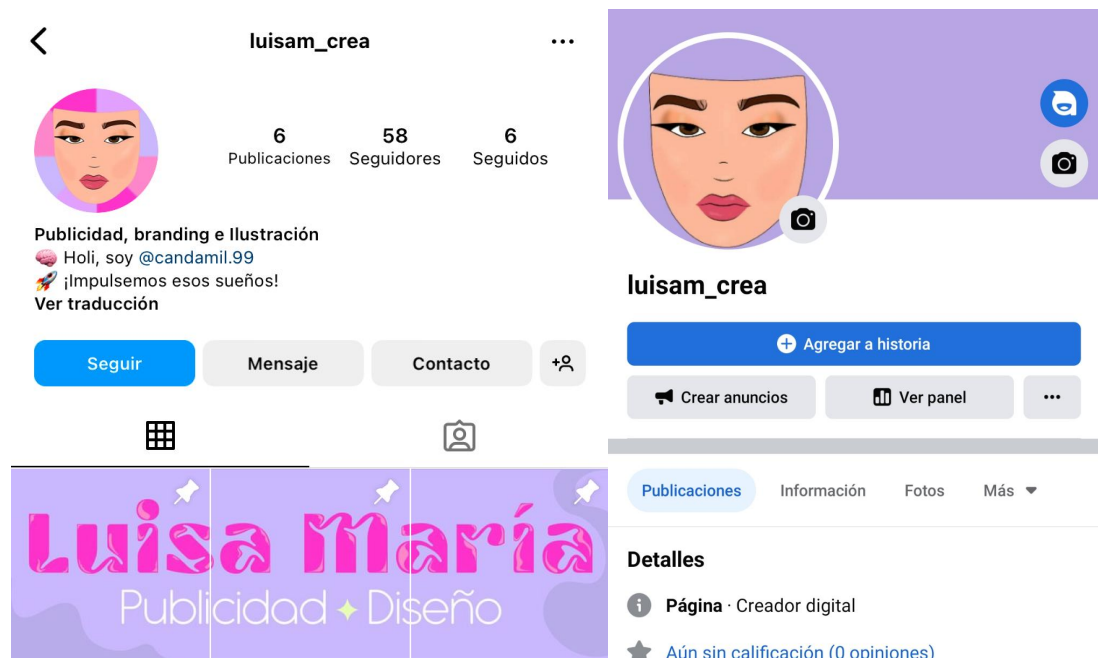 luisam_crea
6 58 6
Publicaciones Seguidores Seguidos
Publicidad, branding e Ilustración
Holi, soy @candamil.99
¡Impulsemos esos sueños!
Ver traducción
Seguir Mensaje Contacto
Luisa María
Publicidad Diseño
luisam_crea
Agregar a historia
Crear anuncios Ver panel
Publicaciones Información Fotos Más
Detalles
Página · Creador digital
Aún sin calificación (0 opiniones)